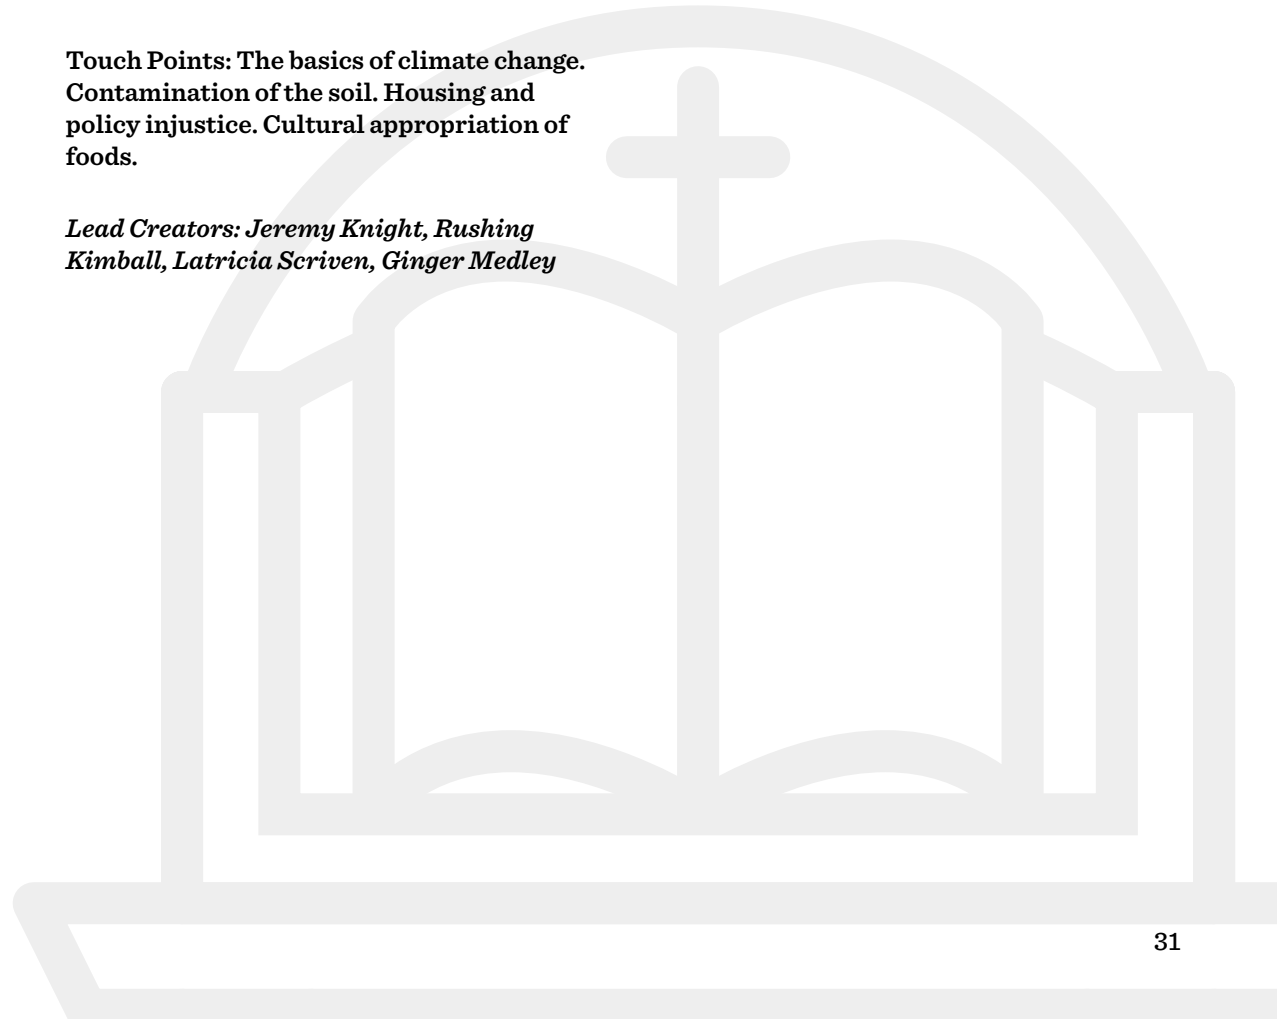 Touch Points: The basics of climate change.
Contamination of the soil. Housing and
policy injustice. Cultural appropriation of
foods.
Lead Creators: Jeremy Knight, Rushing
Kimball, Latricia Scriven, Ginger Medley
31